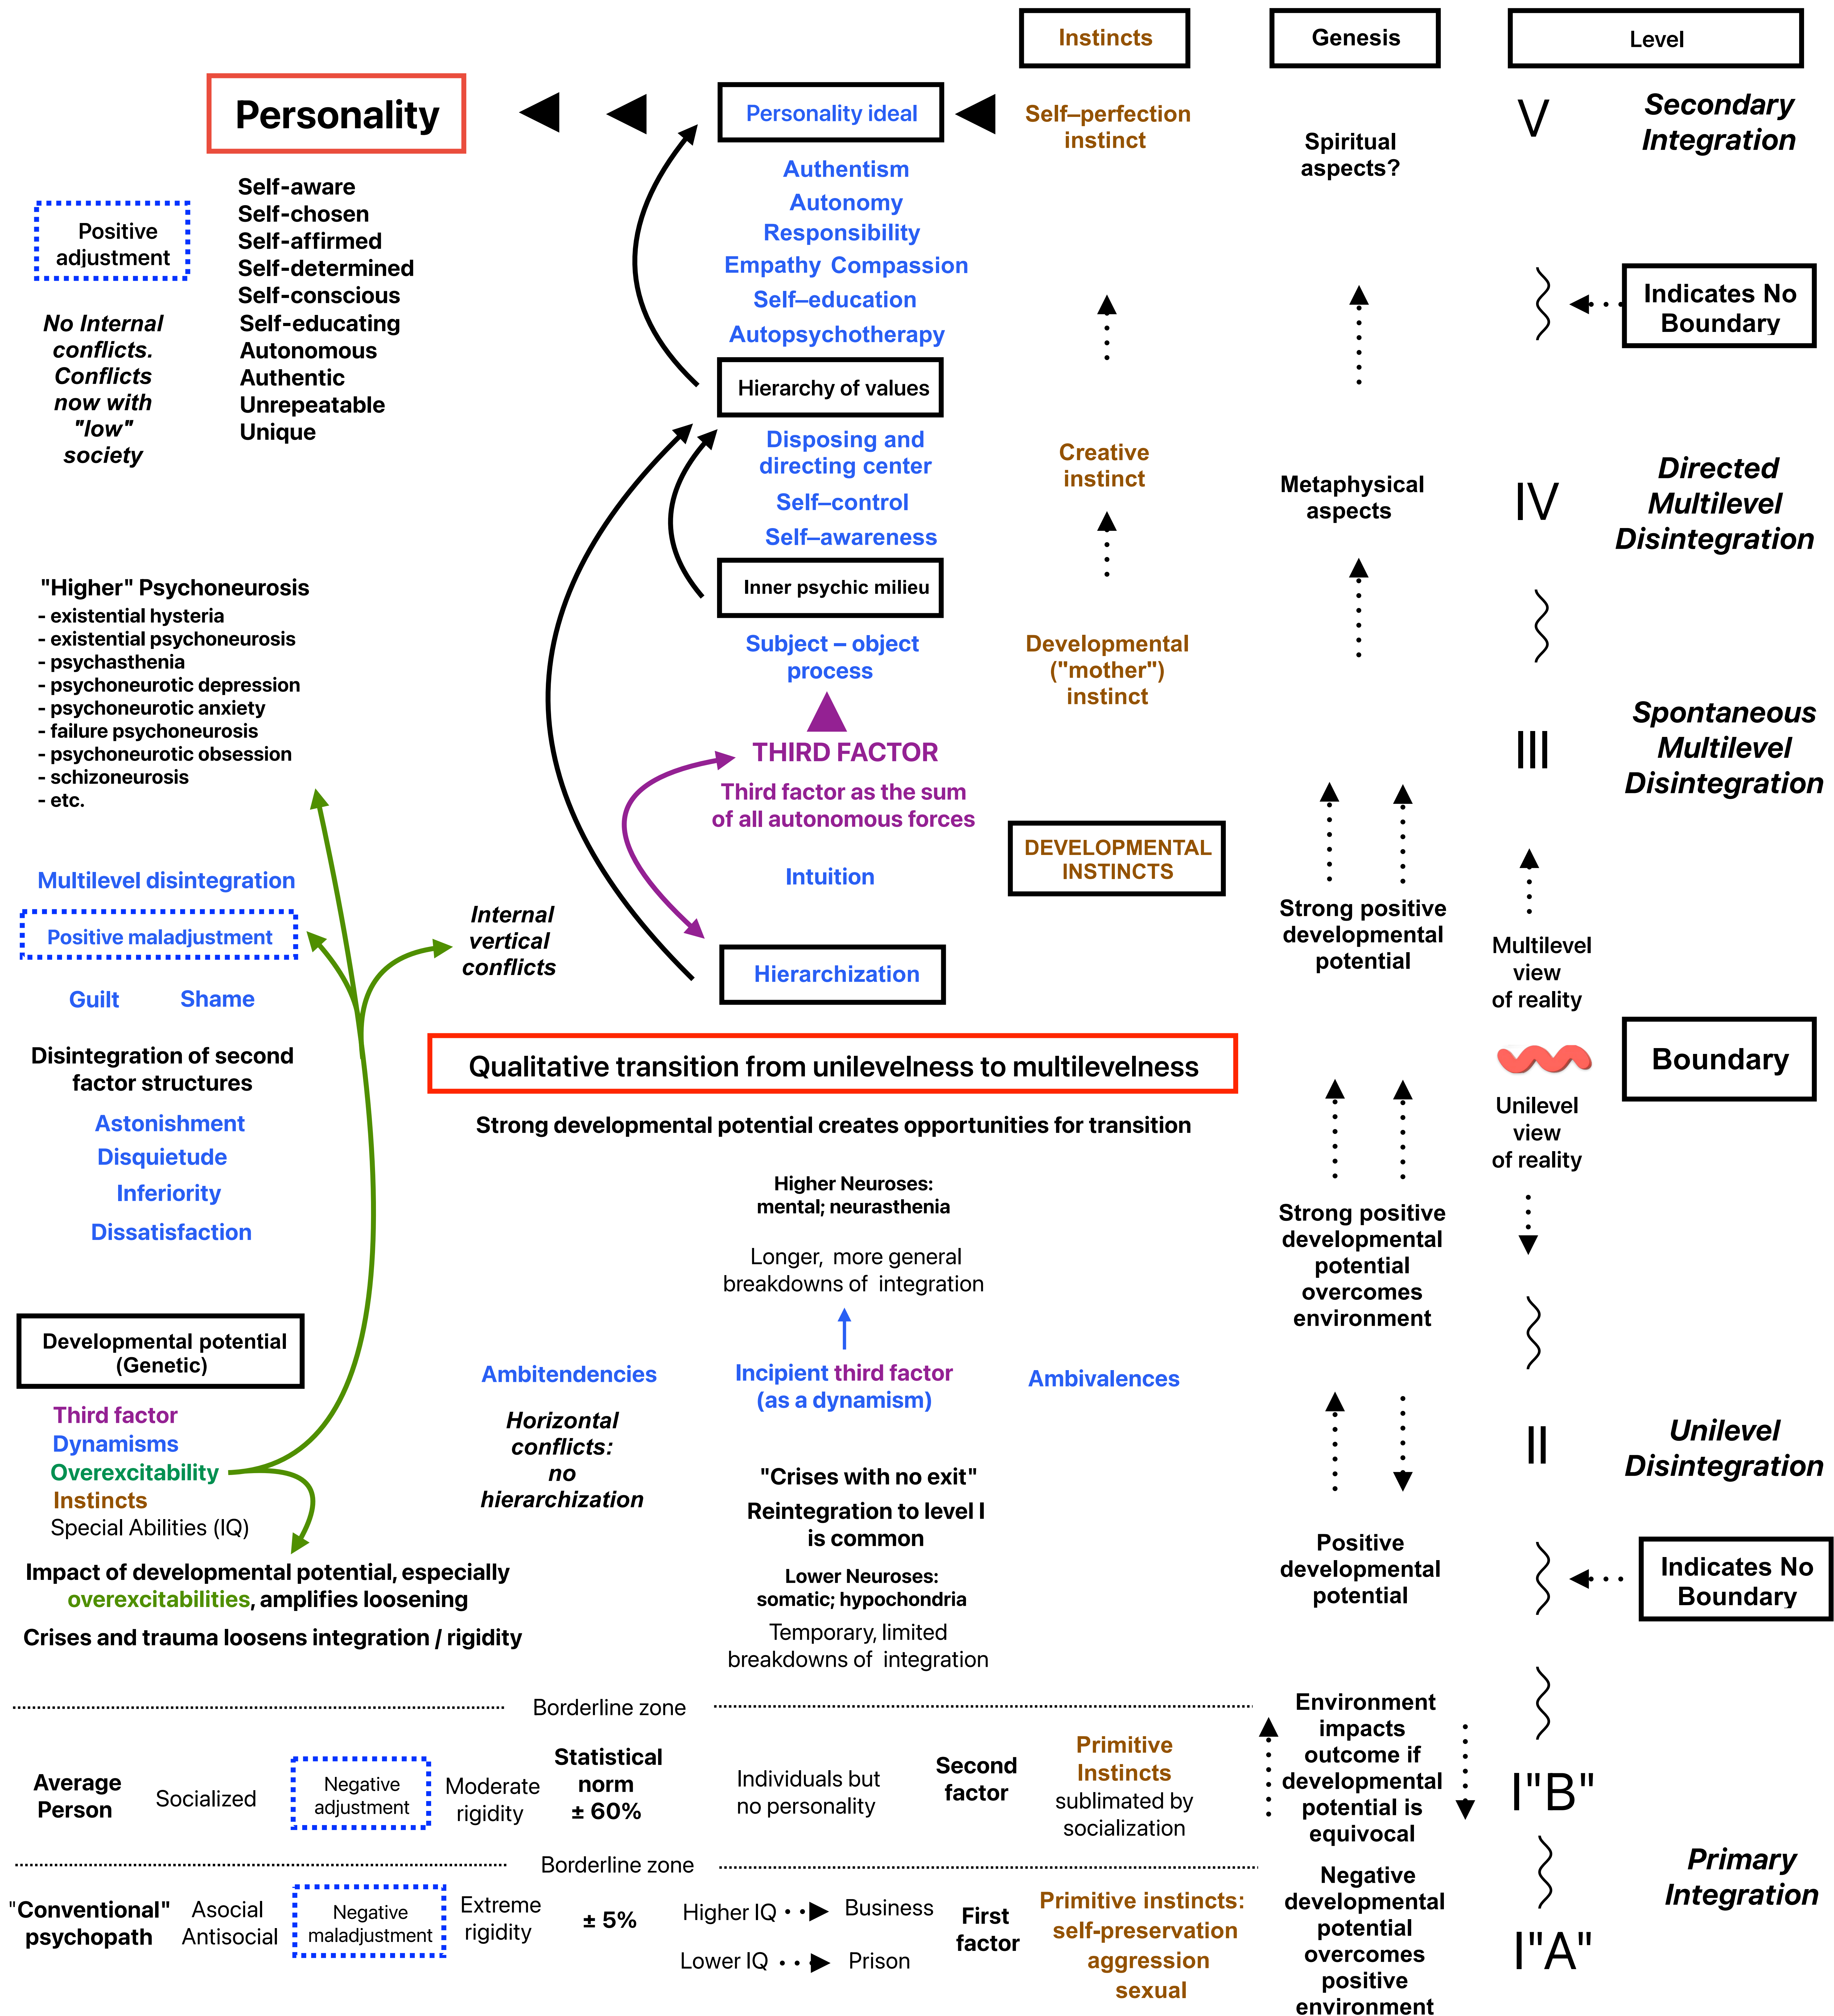 Instincts
Genesis
Level
Personality
Personality ideal
Self–perfection
instinct
Spiritual
aspects?
V
Secondary
Integration
Self-aware
Self-chosen
Self-affirmed
Self-determined
Self-conscious
Self-educating
Autonomous
Authentic
Unrepeatable
Unique
Positive
adjustment
No Internal
conflicts.
Conflicts
now with
"low"
society
Authentism
Autonomy
Responsibility
Empathy Compassion
Self–education
Autopsychotherapy
Hierarchy of values
Indicates No
Boundary
Disposing and
directing center
Self–control
Self–awareness
Inner psychic milieu
Creative
instinct
Metaphysical
aspects
IV
Directed
Multilevel
Disintegration
"Higher" Psychoneurosis
- existential hysteria
- existential psychoneurosis
- psychasthenia
- psychoneurotic depression
- psychoneurotic anxiety
- failure psychoneurosis
- psychoneurotic obsession
- schizoneurosis
- etc.
Subject – object
process
THIRD FACTOR
Third factor as the sum
of all autonomous forces
Intuition
Hierarchization
Developmental
("mother")
instinct
DEVELOPMENTAL
INSTINCTS
III
Spontaneous
Multilevel
Disintegration
Strong positive
developmental
potential
Multilevel
view
of reality
Multilevel disintegration
Positive maladjustment
Guilt
Shame
Internal
vertical
conflicts
Disintegration of second
factor structures
Astonishment
Disquietude
Inferiority
Dissatisfaction
Qualitative transition from unilevelness to multilevelness
Boundary
Strong developmental potential creates opportunities for transition
Unilevel
view
of reality
Higher Neuroses:
mental; neurasthenia
Longer, more general
breakdowns of integration
Strong positive
developmental
potential
overcomes
environment
Developmental potential
(Genetic)
Third factor
Dynamisms
Overexcitability
Instincts
Special Abilities (IQ)
Ambitendencies
Incipient third factor
(as a dynamism)
Ambivalences
Horizontal
conflicts:
no
hierarchization
"Crises with no exit"
Reintegration to level I
is common
Lower Neuroses:
somatic; hypochondria
Temporary, limited
breakdowns of integration
II
Unilevel
Disintegration
Positive
developmental
potential
Indicates No
Boundary
Impact of developmental potential, especially
overexcitabilities, amplifies loosening
Crises and trauma loosens integration / rigidity
Borderline zone
Average
Person
Socialized
Negative
adjustment
Moderate
rigidity
Statistical
norm
± 60%
Individuals but
no personality
Second
factor
Primitive
Instincts
sublimated by
socialization
Environment
impacts
outcome if
developmental
potential is
equivocal
I"B"
Borderline zone
"Conventional"
psychopath
Asocial
Antisocial
Negative
maladjustment
Extreme
rigidity
± 5%
Higher IQ
Business
Lower IQ
Prison
First
factor
Primitive instincts:
self-preservation
aggression
sexual
Negative
developmental
potential
overcomes
positive
environment
Primary
Integration
I"A"